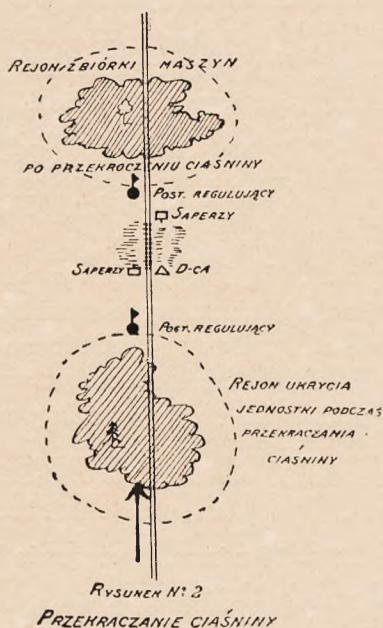 REJON ZBIÓRKI MASZYN
PO PRZEKROCZENIU CIAŚNINY
POST. REGULUJĄCY
SAPERZY
SAPERZY D-CA
POST. REGULUJĄCY
REJON UKRYCIA
JEDNOSTKI PODCZAS
PRZEKRACZANIA
CIAŚNINY
RYSUNEK Nº 2
PRZEKRACZANIE CIAŚNINY